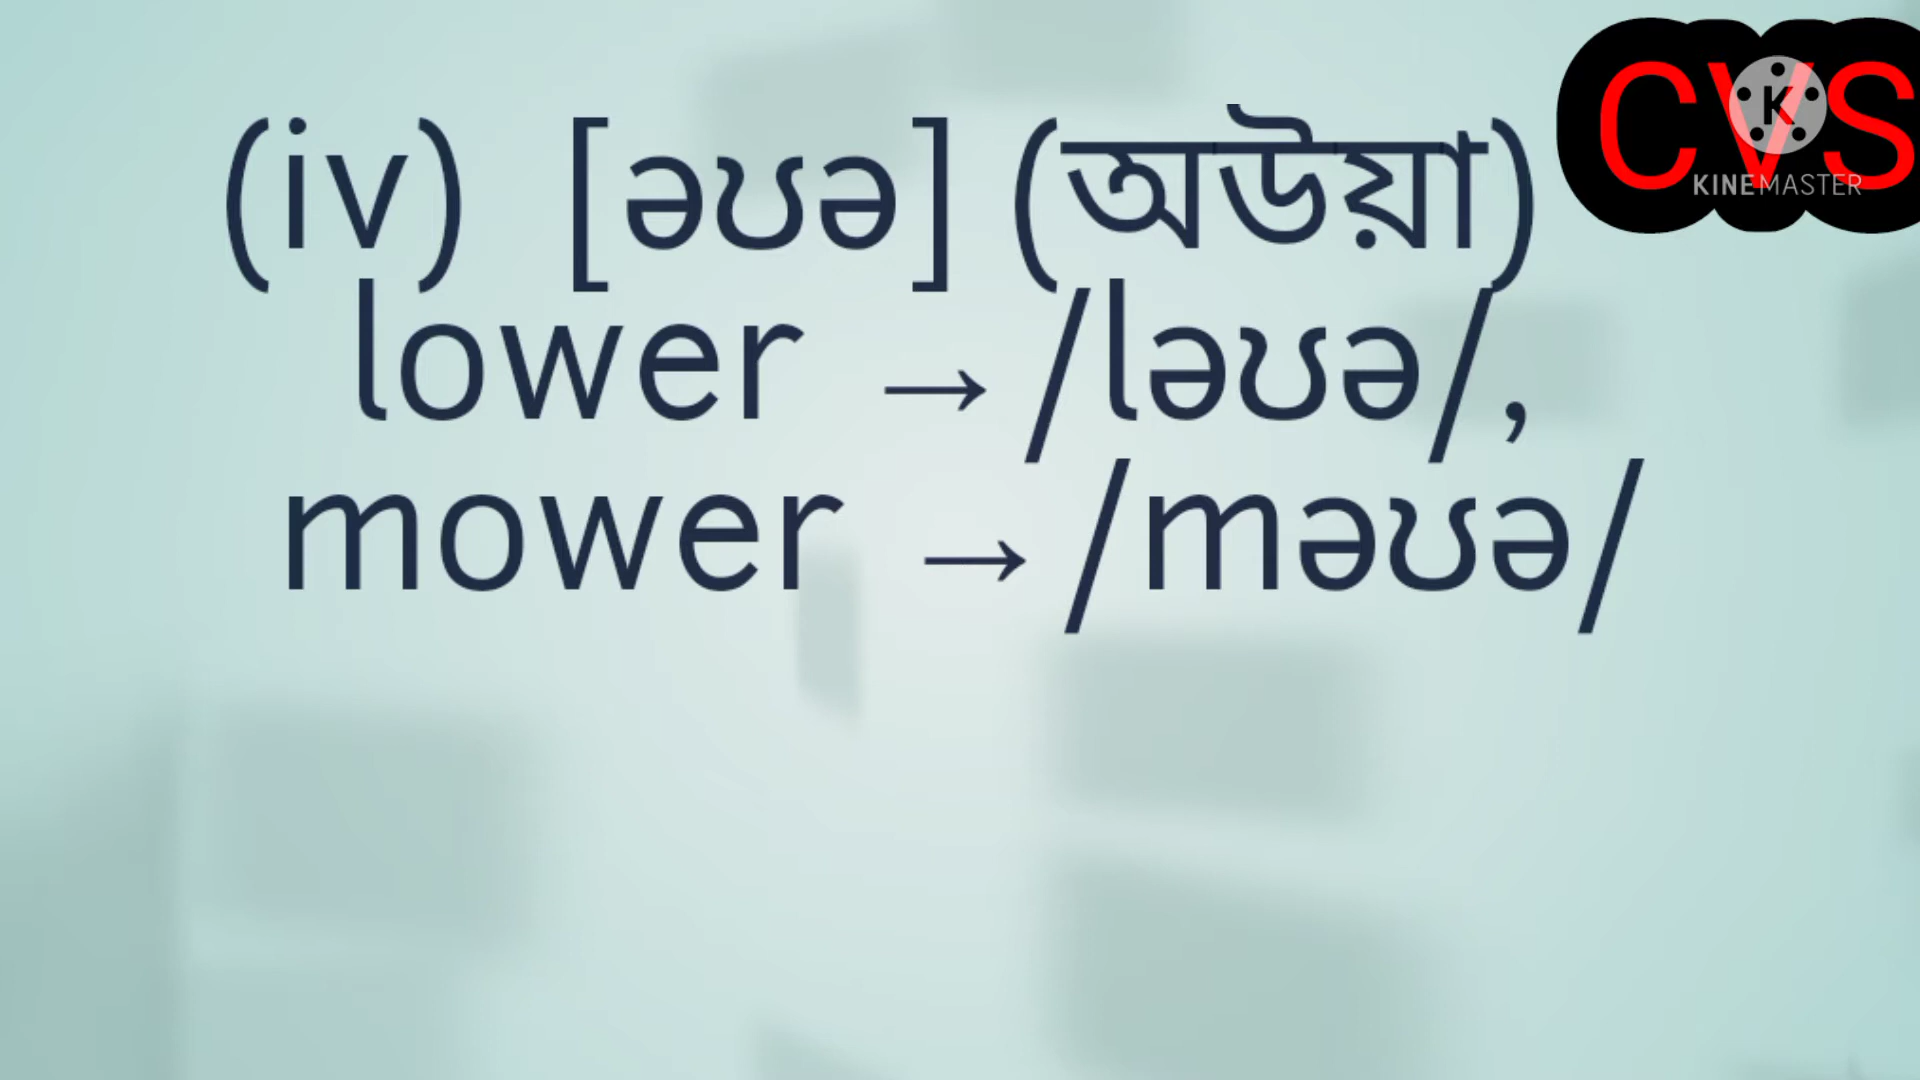 (iv) [əʊə] (অউয়া)
lower → /ləʊə/,
mower → /məʊə/
CVS
K
KINEMASTER